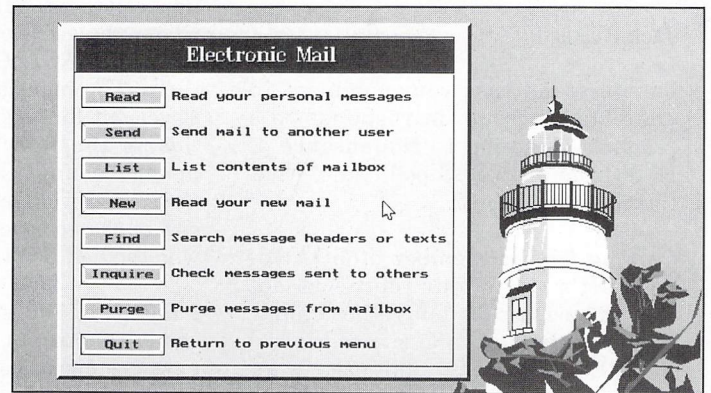 Electronic Mail
Read Read your personal messages
Send Send mail to another user
List List contents of mailbox
New Read your new mail
Find Search message headers or texts
Inquire Check messages sent to others
Purge Purge messages from mailbox
Quit Return to previous menu